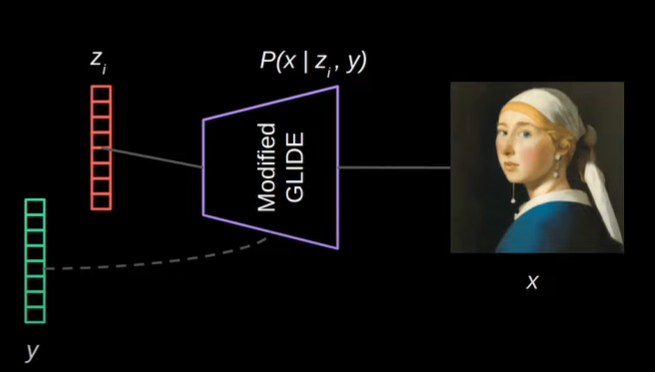 z_i
P(x | z_i, y)
Modified
GLIDE
x
y